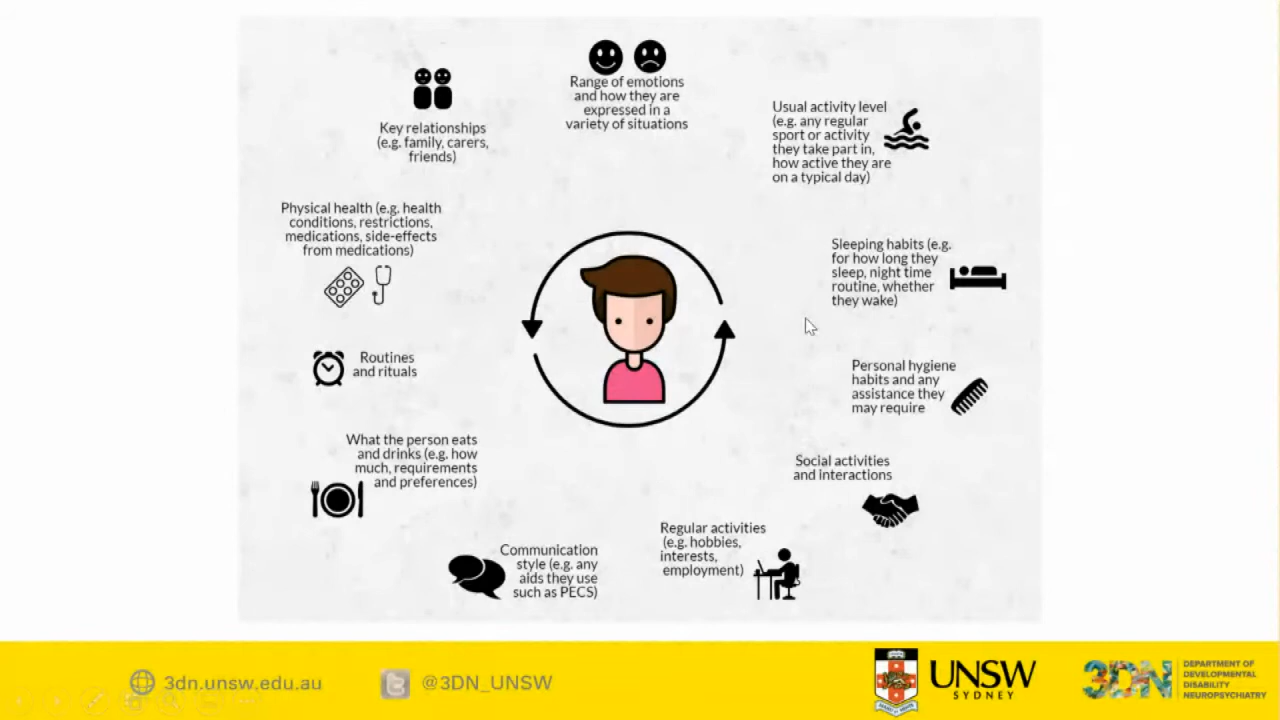 Range of emotions
and how they are
expressed in a
variety of situations
Key relationships
(e.g. family, carers,
friends)
Usual activity level
(e.g. any regular
sport or activity
they take part in,
how active they are
on a typical day)
Physical health (e.g. health
conditions, restrictions,
medications, side-effects
from medications)
Sleeping habits (e.g.
for how long they
sleep, night time
routine, whether
they wake)
Routines
and rituals
Personal hygiene
habits and any
assistance they
may require
What the person eats
and drinks (e.g. how
much, requirements
and preferences)
Social activities
and interactions
Communication
style (e.g. any
aids they use
such as PECS)
Regular activities
(e.g. hobbies,
interests,
employment)
3dn.unsw.edu.au
@3DN_UNSW
UNSW
SYDNEY
3DN
DEPARTMENT OF
DEVELOPMENTAL
DISABILITY
NEUROPSYCHIATRY